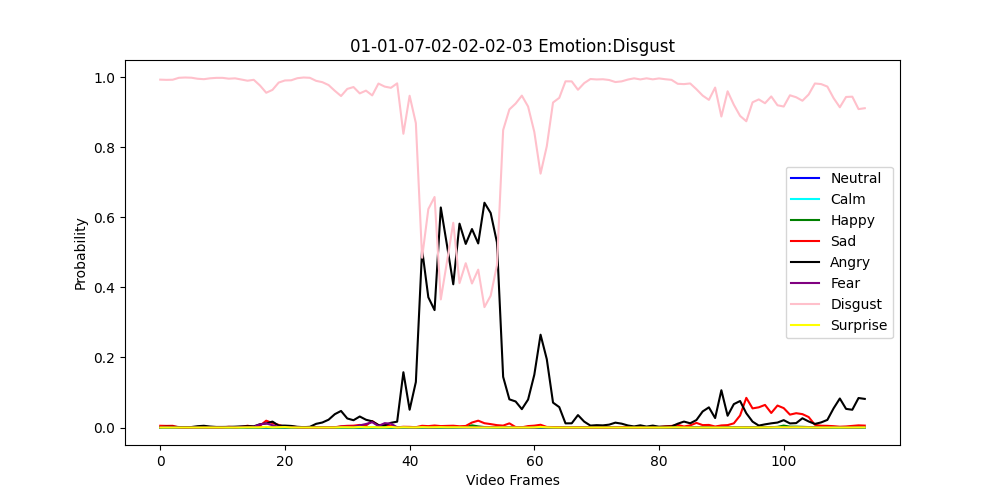 01-01-07-02-02-02-03 Emotion:Disgust
Probability
1.0
0.8
0.6
0.4
0.2
0.0
Neutral
Calm
Happy
Sad
Angry
Fear
Disgust
Surprise
0 20 40 60 80 100
Video Frames